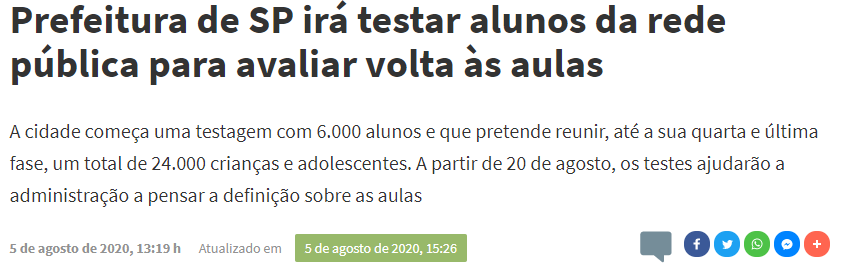 Prefeitura de SP irá testar alunos da rede
pública para avaliar volta às aulas
A cidade começa uma testagem com 6.000 alunos e que pretende reunir, até a sua quarta e última
fase, um total de 24.000 crianças e adolescentes. A partir de 20 de agosto, os testes ajudarão a
administração a pensar a definição sobre as aulas
5 de agosto de 2020, 13:19 h Atualizado em 5 de agosto de 2020, 15:26